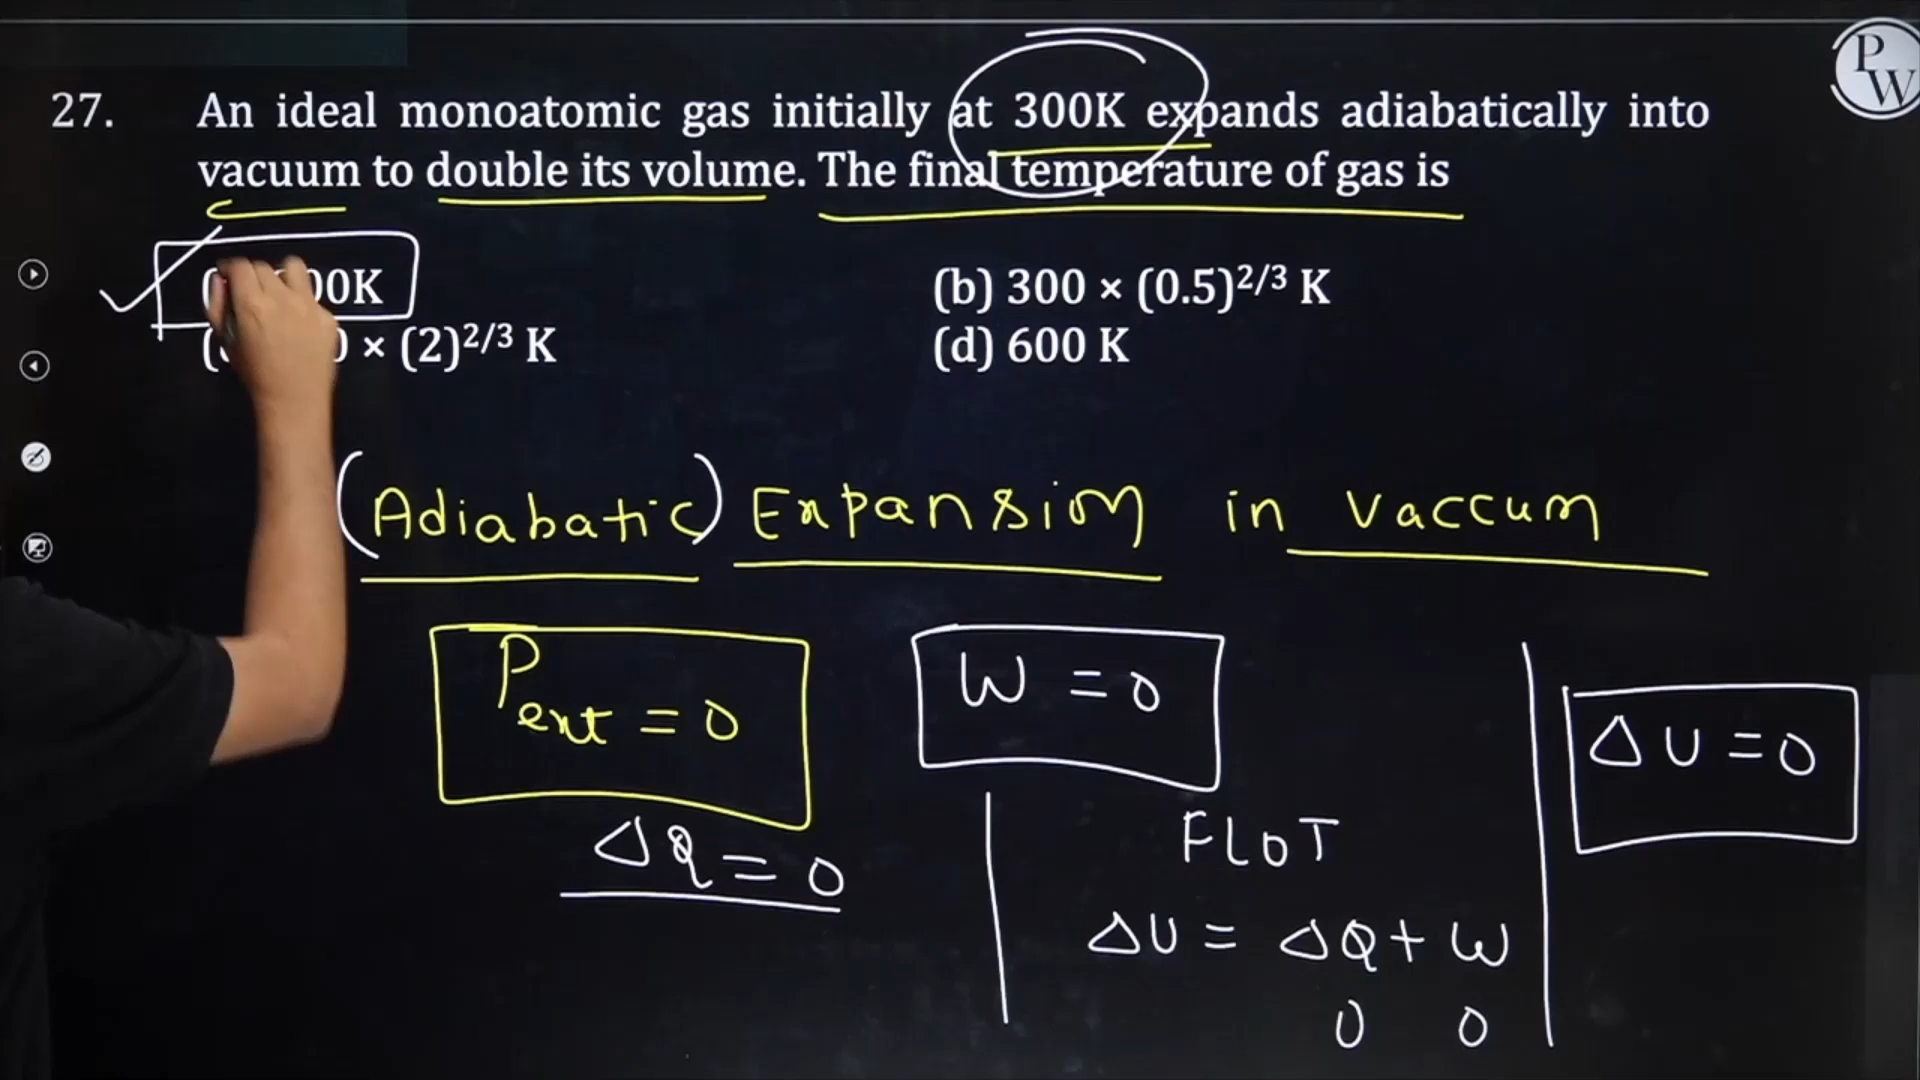 P
W
27. An ideal monoatomic gas initially at 300K expands adiabatically into
vacuum to double its volume. The final temperature of gas is
(b) 300 × (0.5)^2/3 K
× (2)^2/3 K
(d) 600 K
(Adiabatic) Expansion in vaccum
Pext = 0
W = 0
ΔU = 0
ΔQ = 0
FLOT
ΔU = ΔQ + W
0 0